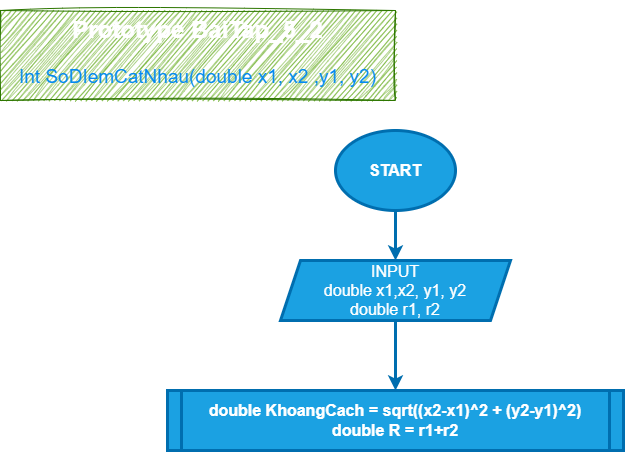 Prototype BaiTap_5_2
Int SoDIemCatNhau(double x1, x2 ,y1, y2)
START
INPUT
double x1,x2, y1, y2
double r1, r2
double KhoangCach = sqrt((x2-x1)^2 + (y2-y1)^2)
double R = r1+r2